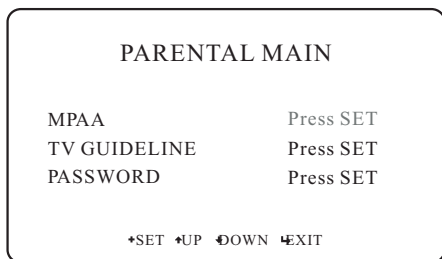 PARENTAL MAIN
MPAA Press SET
TV GUIDELINE Press SET
PASSWORD Press SET
SET UP DOWN EXIT